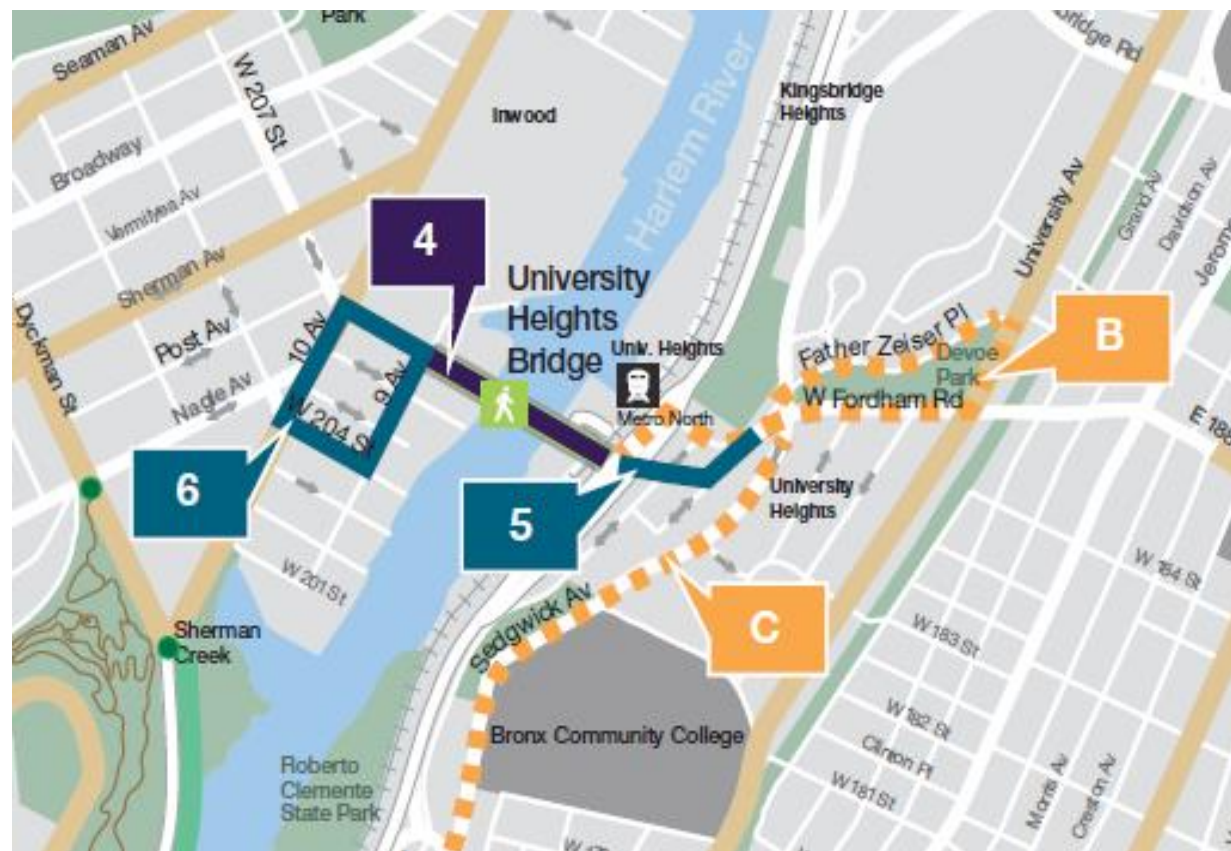 Park
Seaman Av
W 207 St
Inwood
Harlem River
Kingsbridge
Heights
bridge Rd
Broadway
Vermilyea Av
Sherman Av
4
University
Heights
Bridge
University Av
Grand Av
Davidson Av
Jerome
Dyckman St
Post Av
10 Av
Nagle Av
9 Av
W 204 St
Univ. Heights
Metro North
Father Zeiser Pl
Devoe
Park
B
W Fordham Rd
E 184
6
5
University
Heights
W 201 St
Sherman
Creek
Sedgwick Av
C
W 184 St
W 183 St
W 182 St
Clinton Pl
W 181 St
Bronx Community College
Roberto
Clemente
State Park
Morris Av
Creston Av